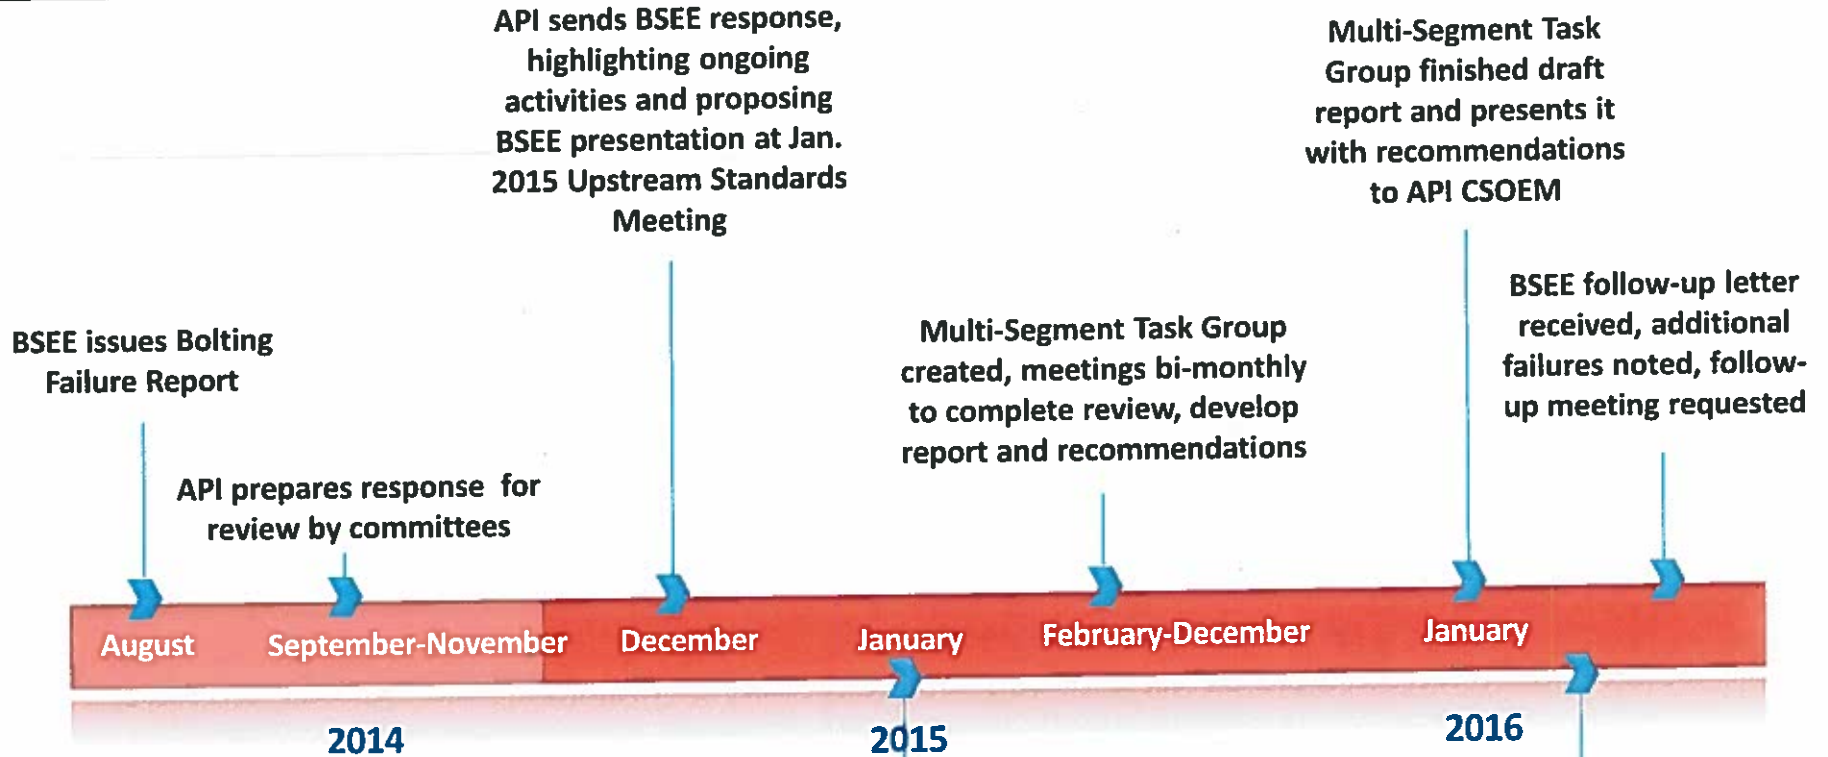 API sends BSEE response,
highlighting ongoing
activities and proposing
BSEE presentation at Jan.
2015 Upstream Standards
Meeting
Multi-Segment Task
Group finished draft
report and presents it
with recommendations
to API CSOEM
BSEE issues Bolting
Failure Report
API prepares response for
review by committees
Multi-Segment Task Group
created, meetings bi-monthly
to complete review, develop
report and recommendations
BSEE follow-up letter
received, additional
failures noted, follow-
up meeting requested
August
September-November
December
January
February-December
January
2014
2015
2016